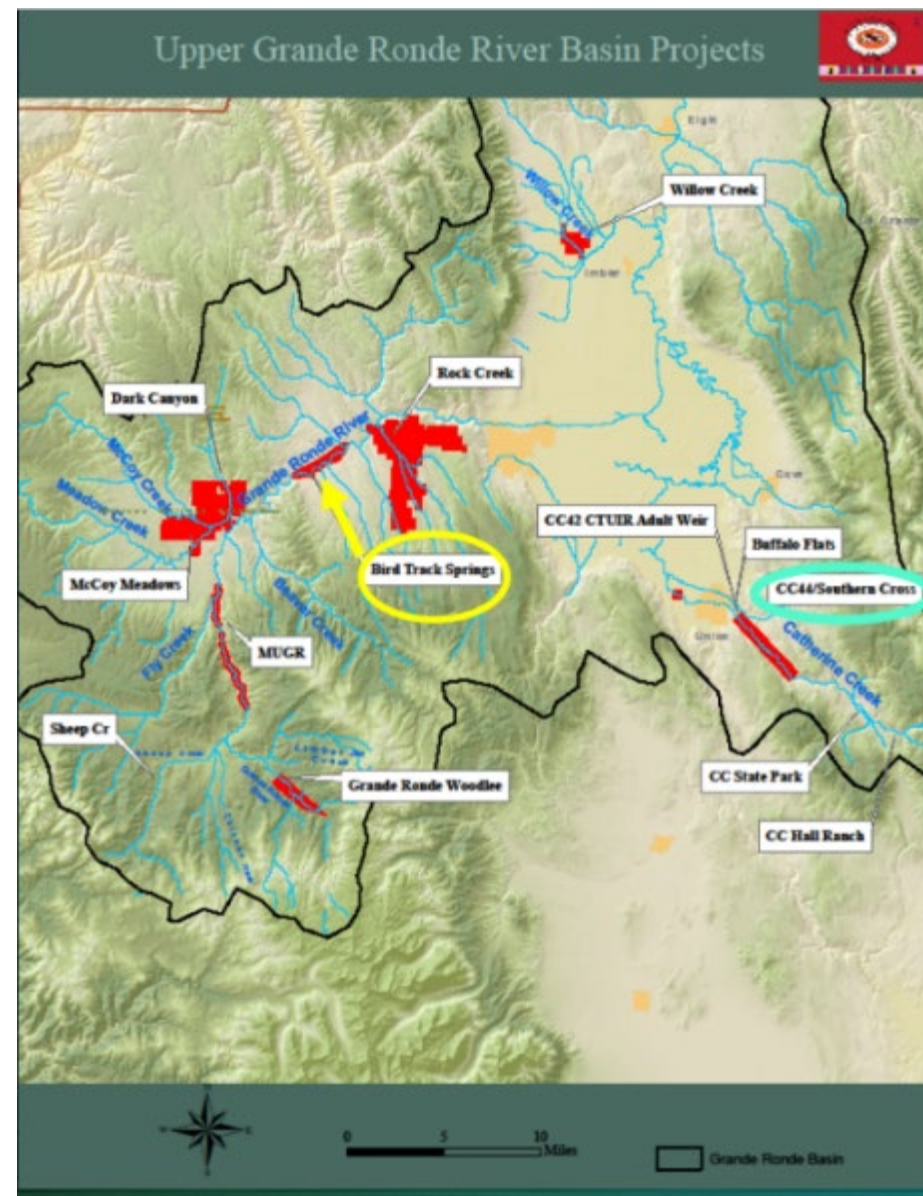 Upper Grande Ronde River Basin Projects
Elgin
Willow Creek
Willow Creek
Imbler
Rock Creek
Dark Canyon
Grande Ronde River
McCoy Creek
Meadow Creek
Cove
CC42 CTUIR Adult Weir
Buffalo Flats
Bird Track Springs
McCoy Meadows
CC44/Southern Cross
Beaver Creek
Union
Catherine Creek
MUGR
Fly Creek
Sheep Cr
Grande Ronde Woodlee
CC State Park
CC Hall Ranch
W
E
0 5 10
Miles
Grande Ronde Basin